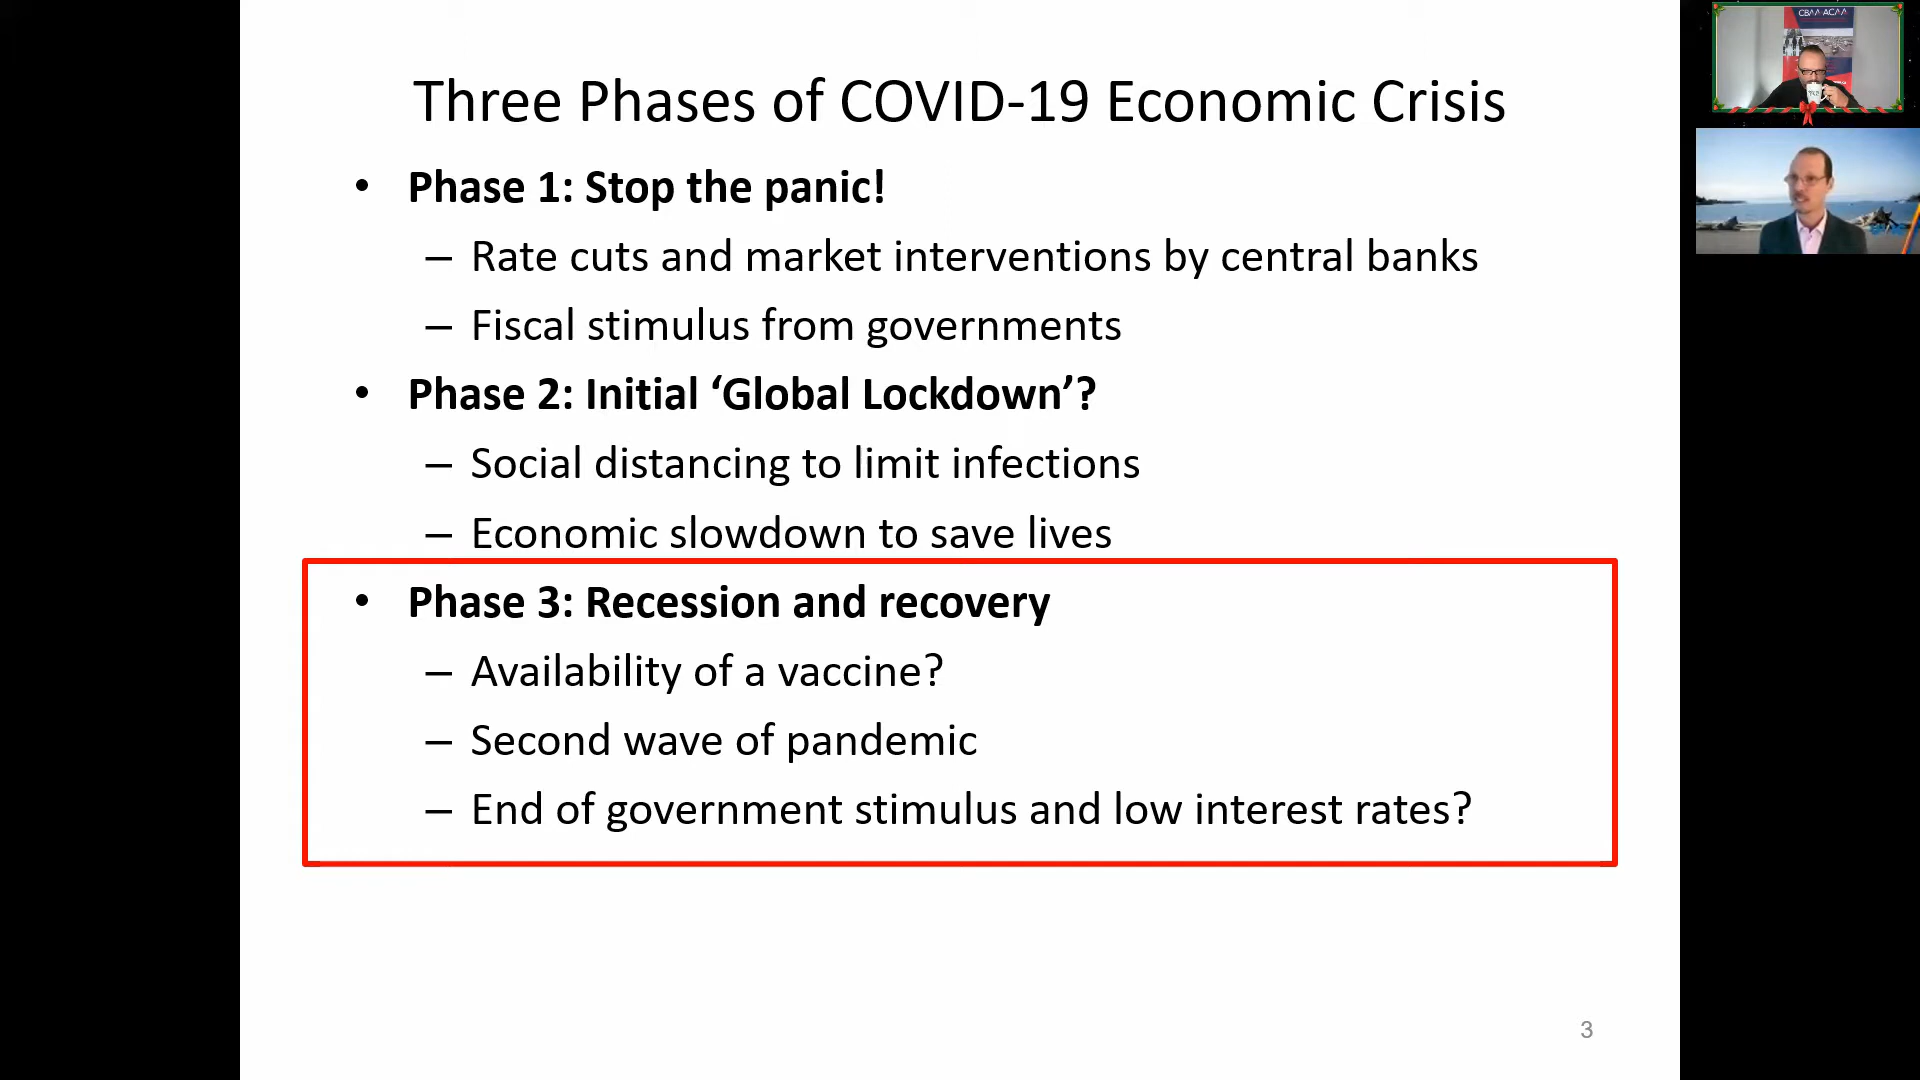 Three Phases of COVID-19 Economic Crisis
• Phase 1: Stop the panic!
– Rate cuts and market interventions by central banks
– Fiscal stimulus from governments
• Phase 2: Initial ‘Global Lockdown’?
– Social distancing to limit infections
– Economic slowdown to save lives
• Phase 3: Recession and recovery
– Availability of a vaccine?
– Second wave of pandemic
– End of government stimulus and low interest rates?
3
CBAA ACAA